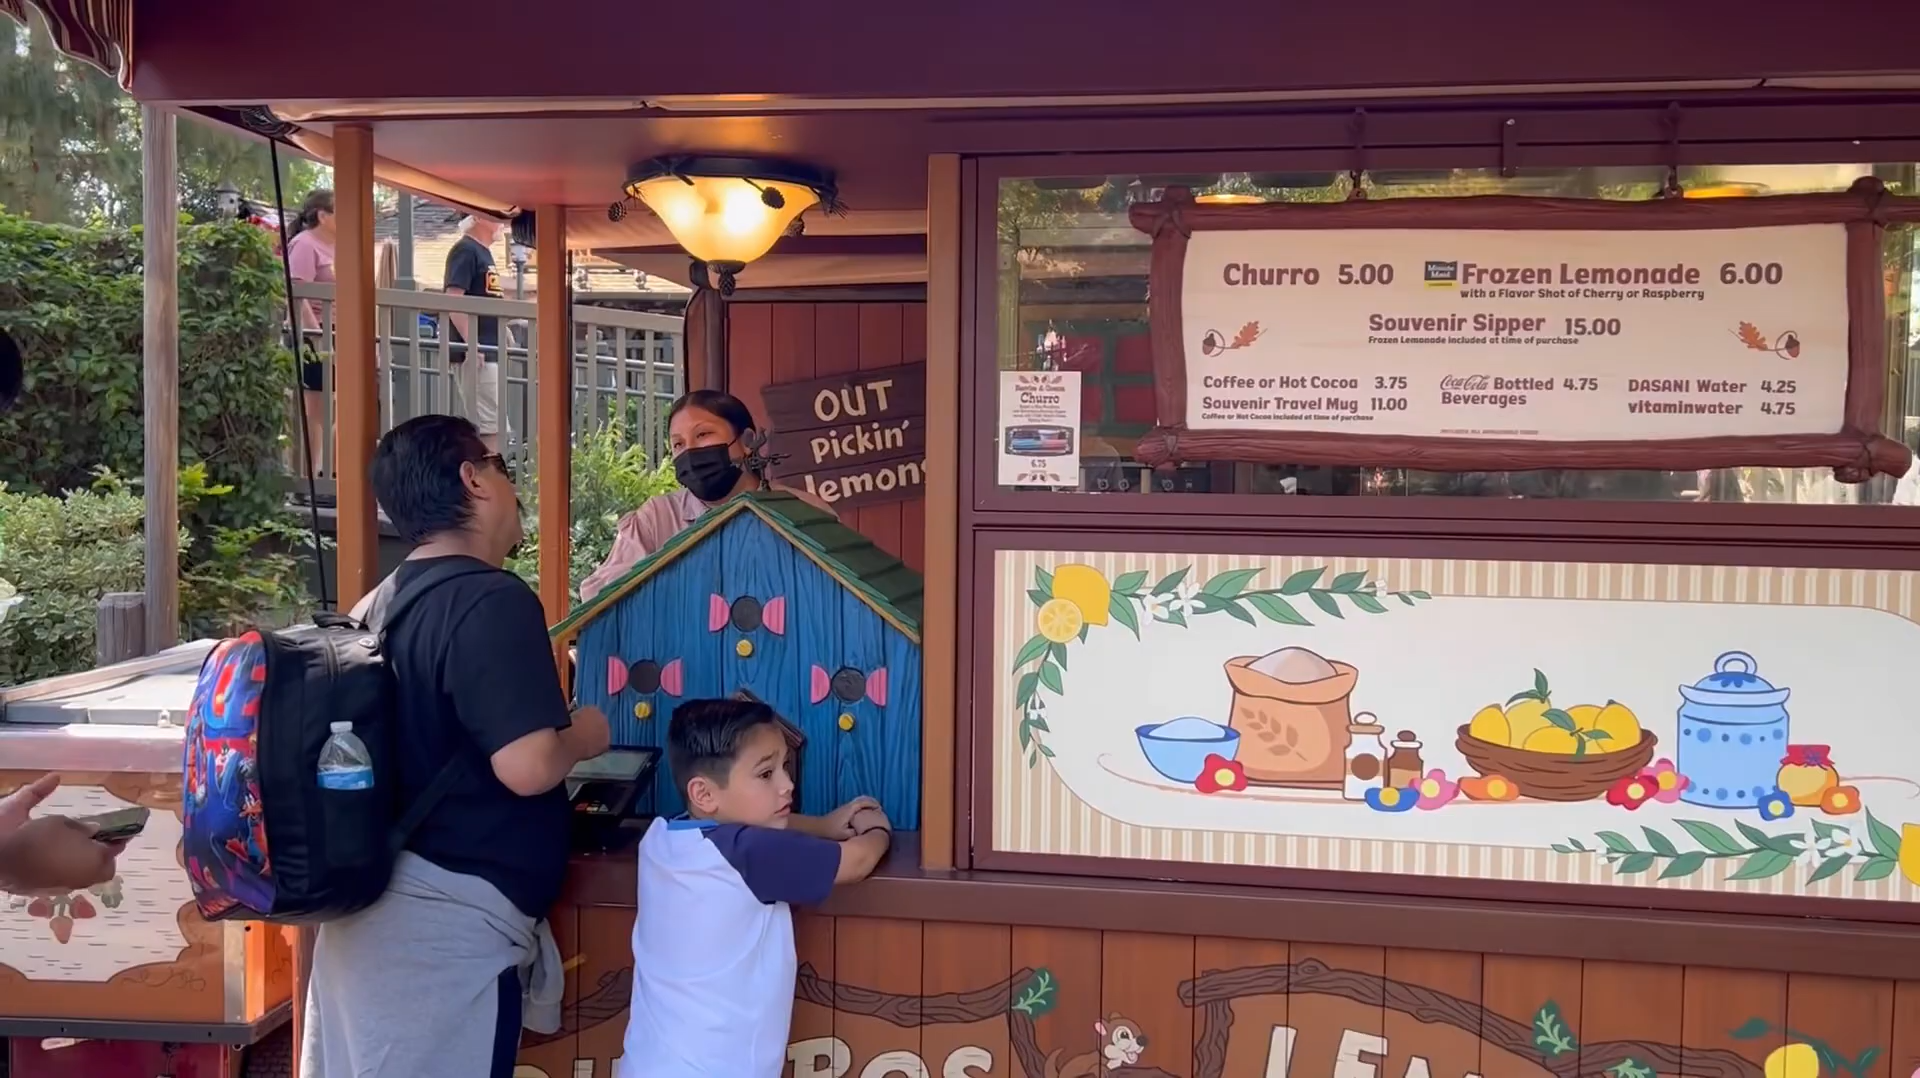 OUT
Pickin'
lemons
Churro 5.00
Minute Maid Frozen Lemonade 6.00
with a Flavor Shot of Cherry or Raspberry
Souvenir Sipper 15.00
Frozen Lemonade included at time of purchase
Coffee or Hot Cocoa 3.75
Souvenir Travel Mug 11.00
Coffee or Hot Cocoa included at time of purchase
Coca-Cola Bottled 4.75
Beverages
DASANI Water 4.25
vitaminwater 4.75
Churro
6.75